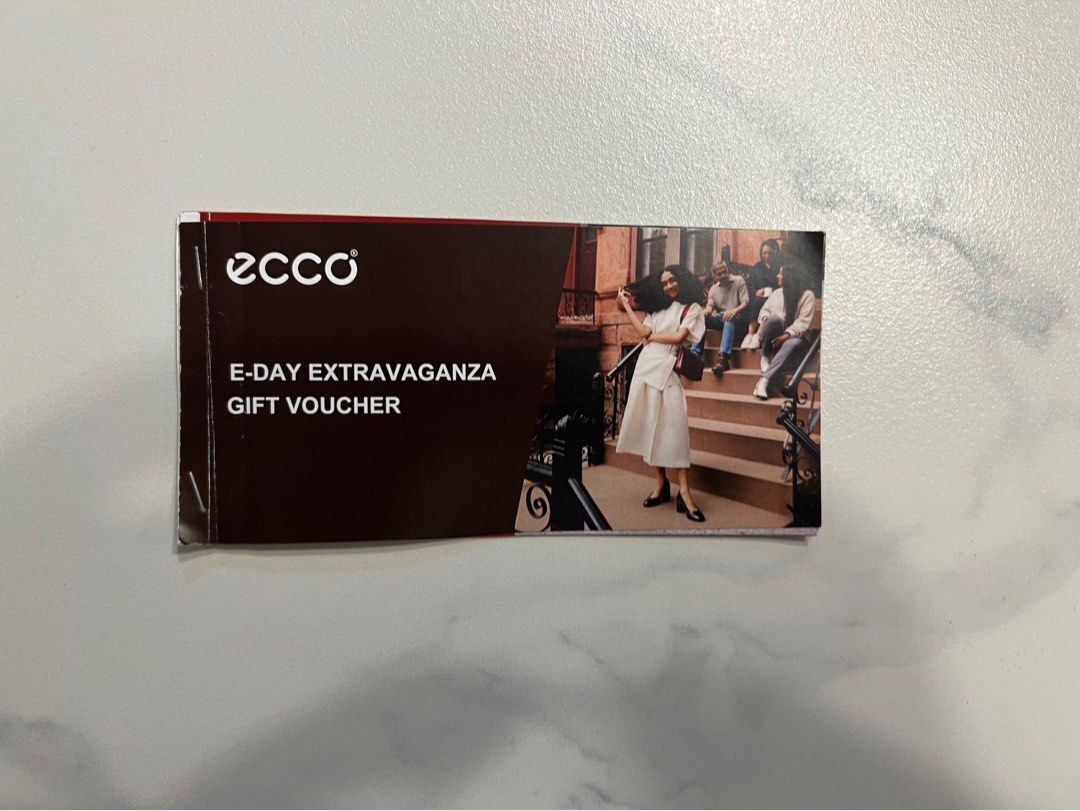 ecco®
E-DAY EXTRAVAGANZA
GIFT VOUCHER